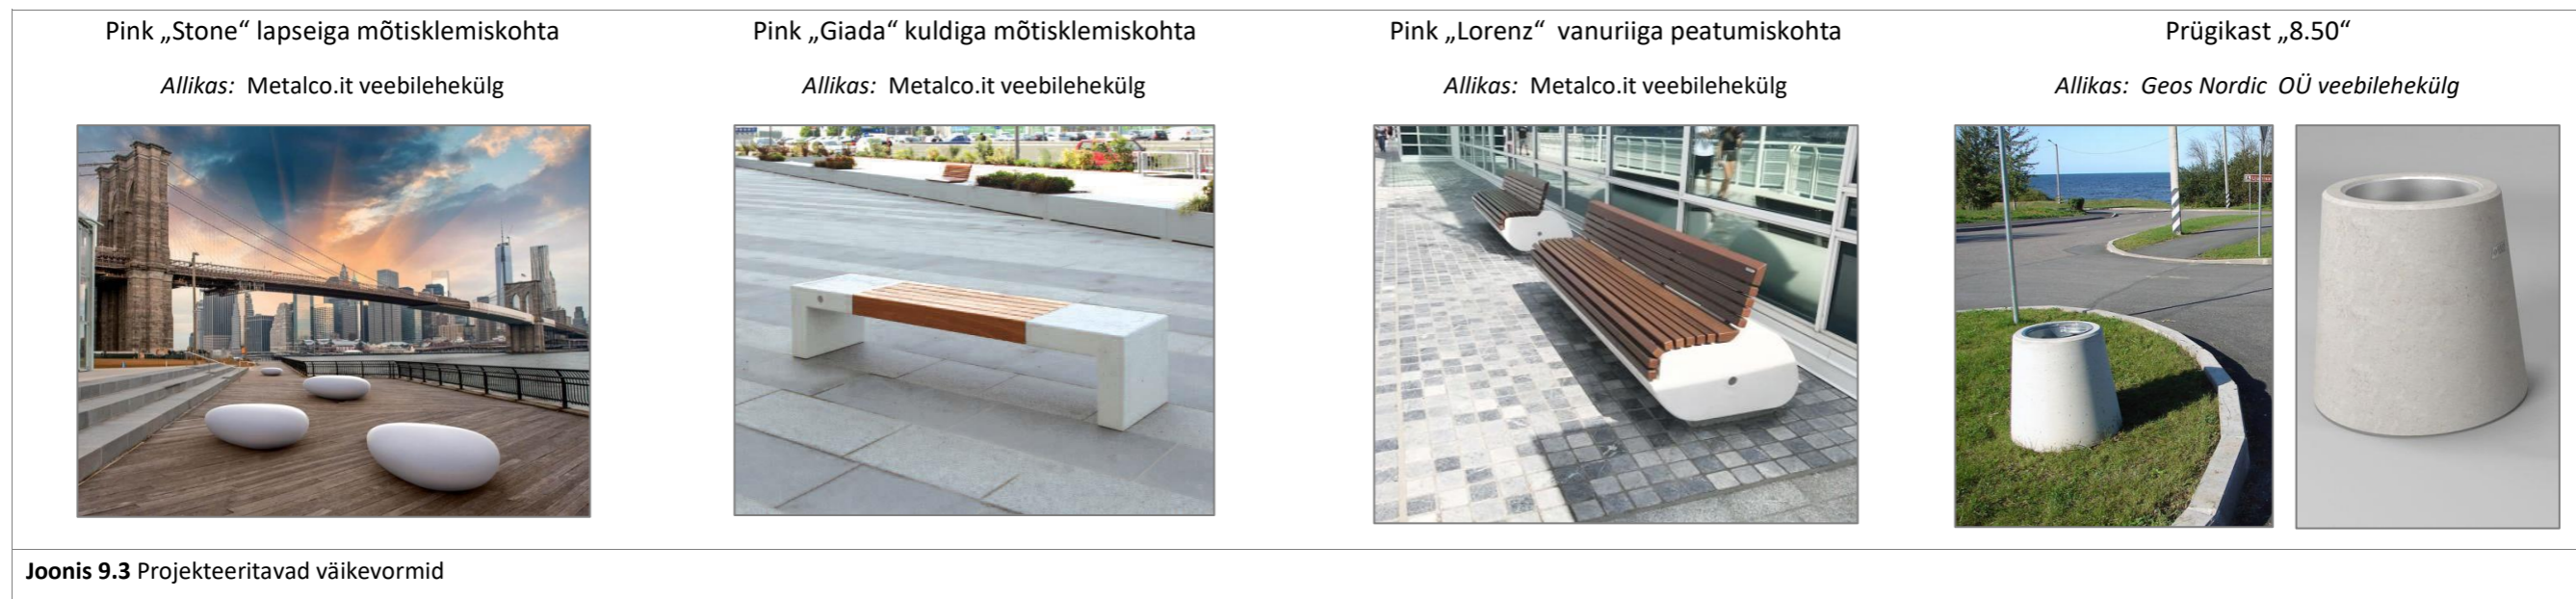 Pink „Stone“ lapseiga mõtisklemiskohta
Allikas: Metalco.it veebilehekülg
Pink „Giada“ kuldiga mõtisklemiskohta
Allikas: Metalco.it veebilehekülg
Pink „Lorenz“ vanuriiga peatumiskohta
Allikas: Metalco.it veebilehekülg
Prügikast „8.50“
Allikas: Geos Nordic OÜ veebilehekülg
Joonis 9.3 Projekteeritavad väikevormid